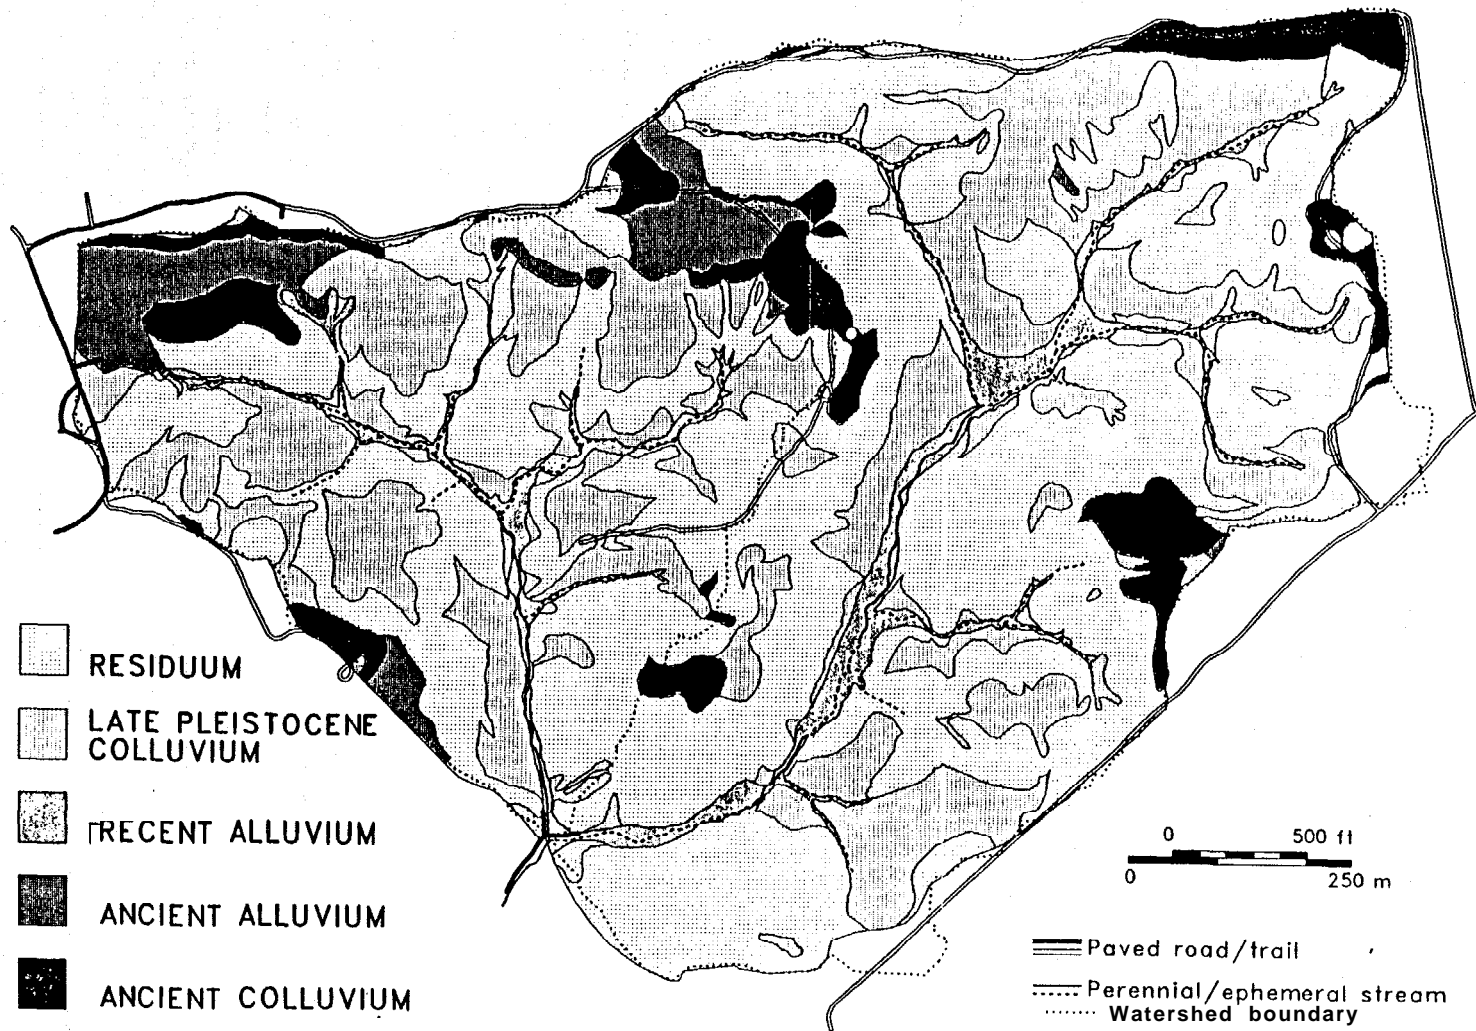 RESIDUUM
LATE PLEISTOCENE
COLLUVIUM
RECENT ALLUVIUM
ANCIENT ALLUVIUM
ANCIENT COLLUVIUM
0 500 ft
0 250 m
Paved road/trail
Perennial/ephemeral stream
Watershed boundary